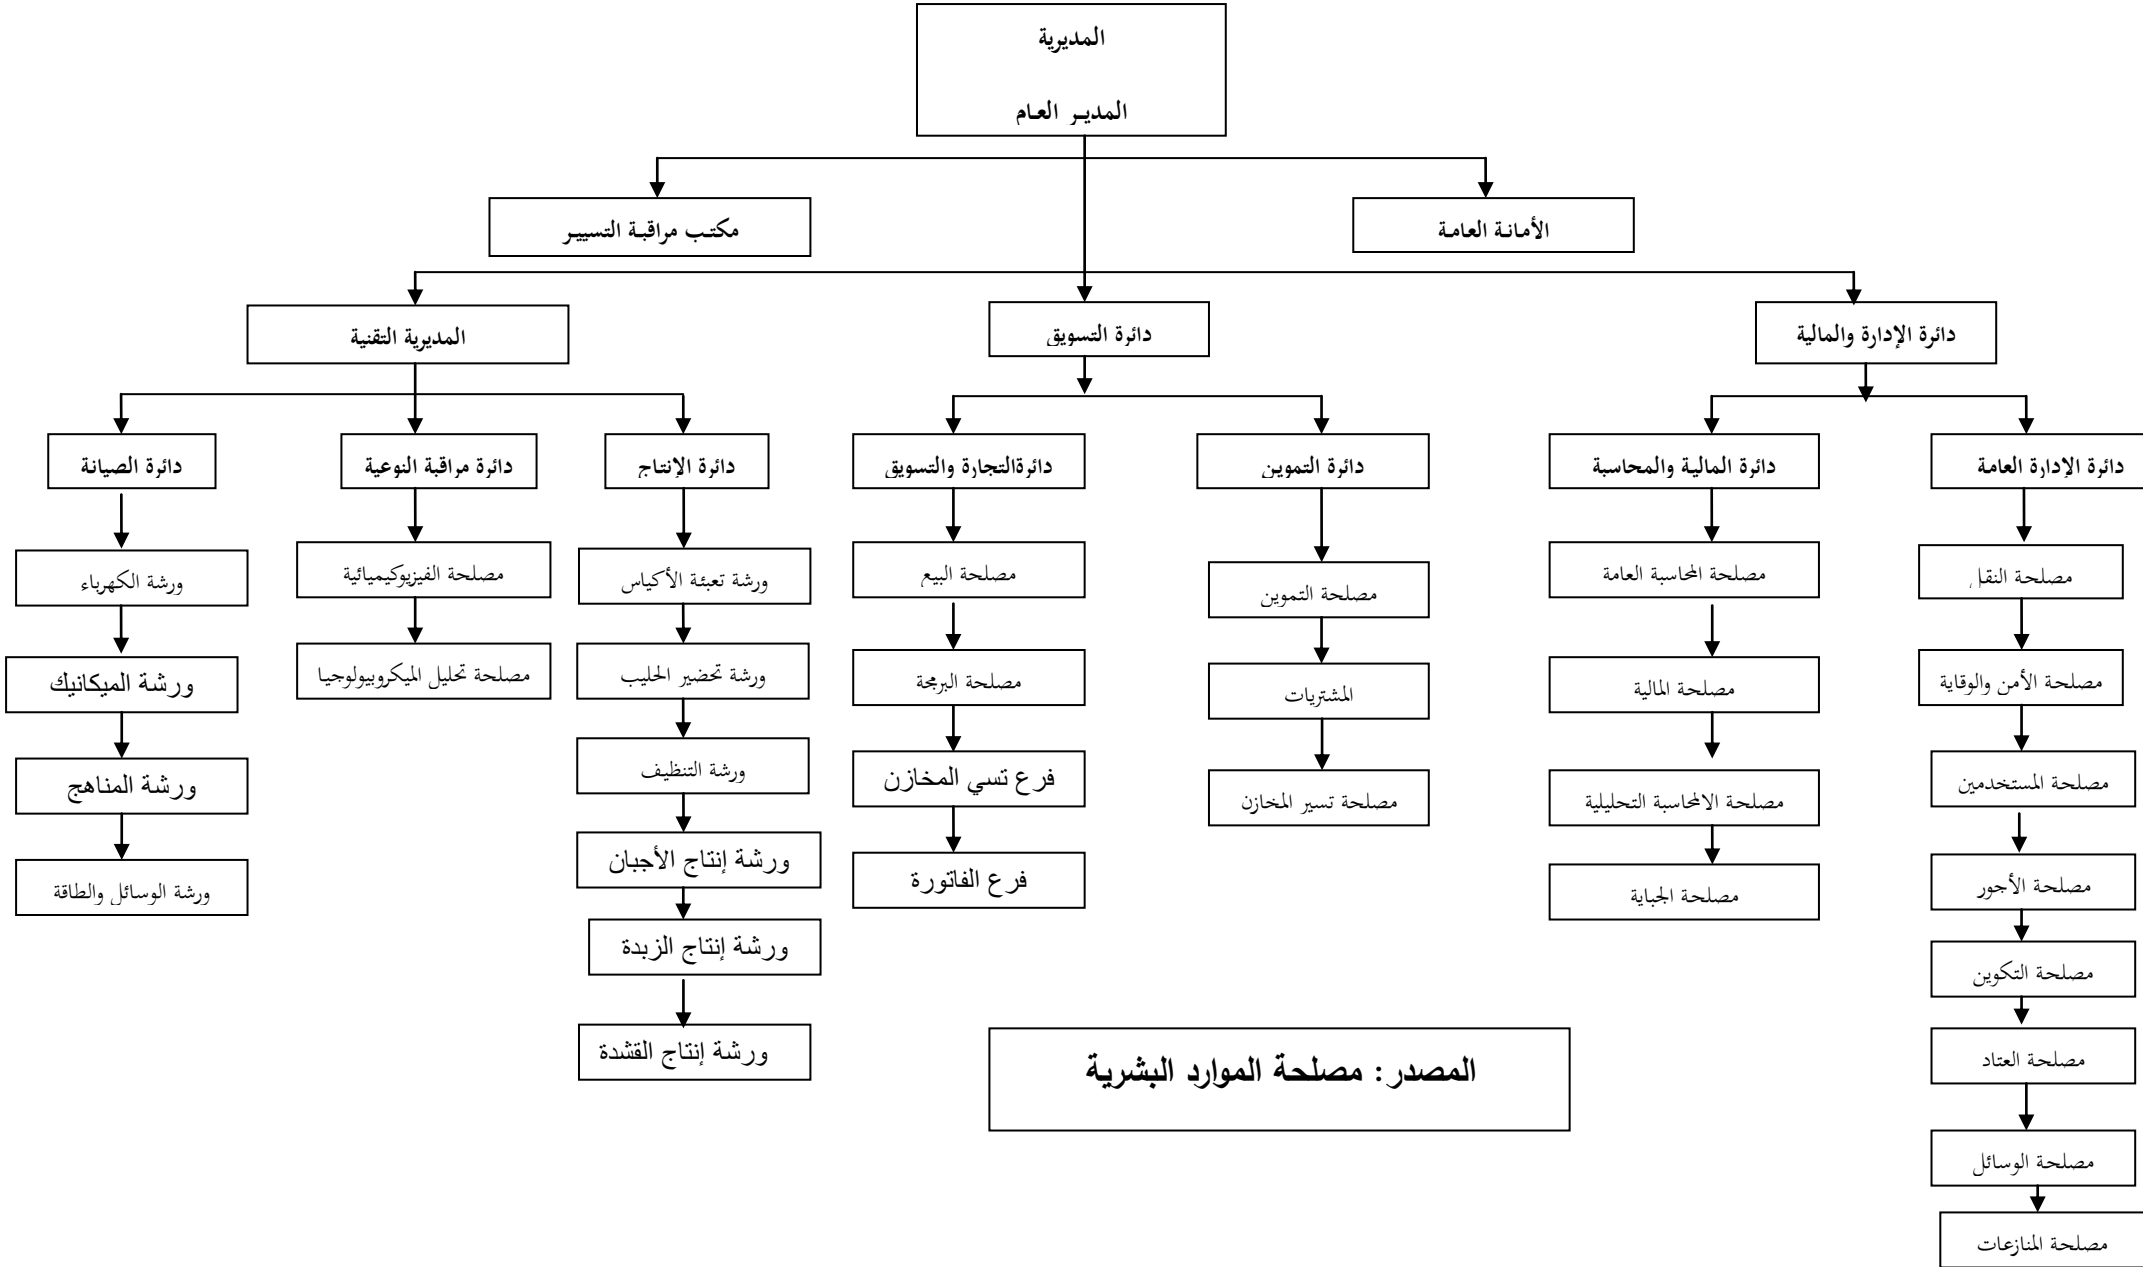 المديرية
المدير العام
الأمانة العامة
مكتب مراقبة التسيير
دائرة الإدارة والمالية
دائرة التسويق
المديرية التقنية
دائرة الإدارة العامة
دائرة المالية والمحاسبة
دائرة التموين
دائرةالتجارة والتسويق
دائرة الإنتاج
دائرة مراقبة النوعية
دائرة الصيانة
مصلحة النقل
مصلحة الأمن والوقاية
مصلحة المستخدمين
مصلحة الأجور
مصلحة التكوين
مصلحة العتاد
مصلحة الوسائل
مصلحة المنازعات
مصلحة المحاسبة العامة
مصلحة المالية
مصلحة الامحاسبة التحليلية
مصلحة الجباية
مصلحة التموين
المشتريات
مصلحة تسير المخازن
مصلحة البيع
مصلحة البرمجة
فرع تسي المخازن
فرع الفاتورة
ورشة تعبئة الأكياس
ورشة تحضير الحليب
ورشة التنظيف
ورشة إنتاج الأجبان
ورشة إنتاج الزبدة
ورشة إنتاج القشدة
مصلحة الفيزيوكيميائية
مصلحة تحليل الميكروبيولوجيا
ورشة الكهرباء
ورشة الميكانيك
ورشة المناهج
ورشة الوسائل والطاقة
المصدر: مصلحة الموارد البشرية